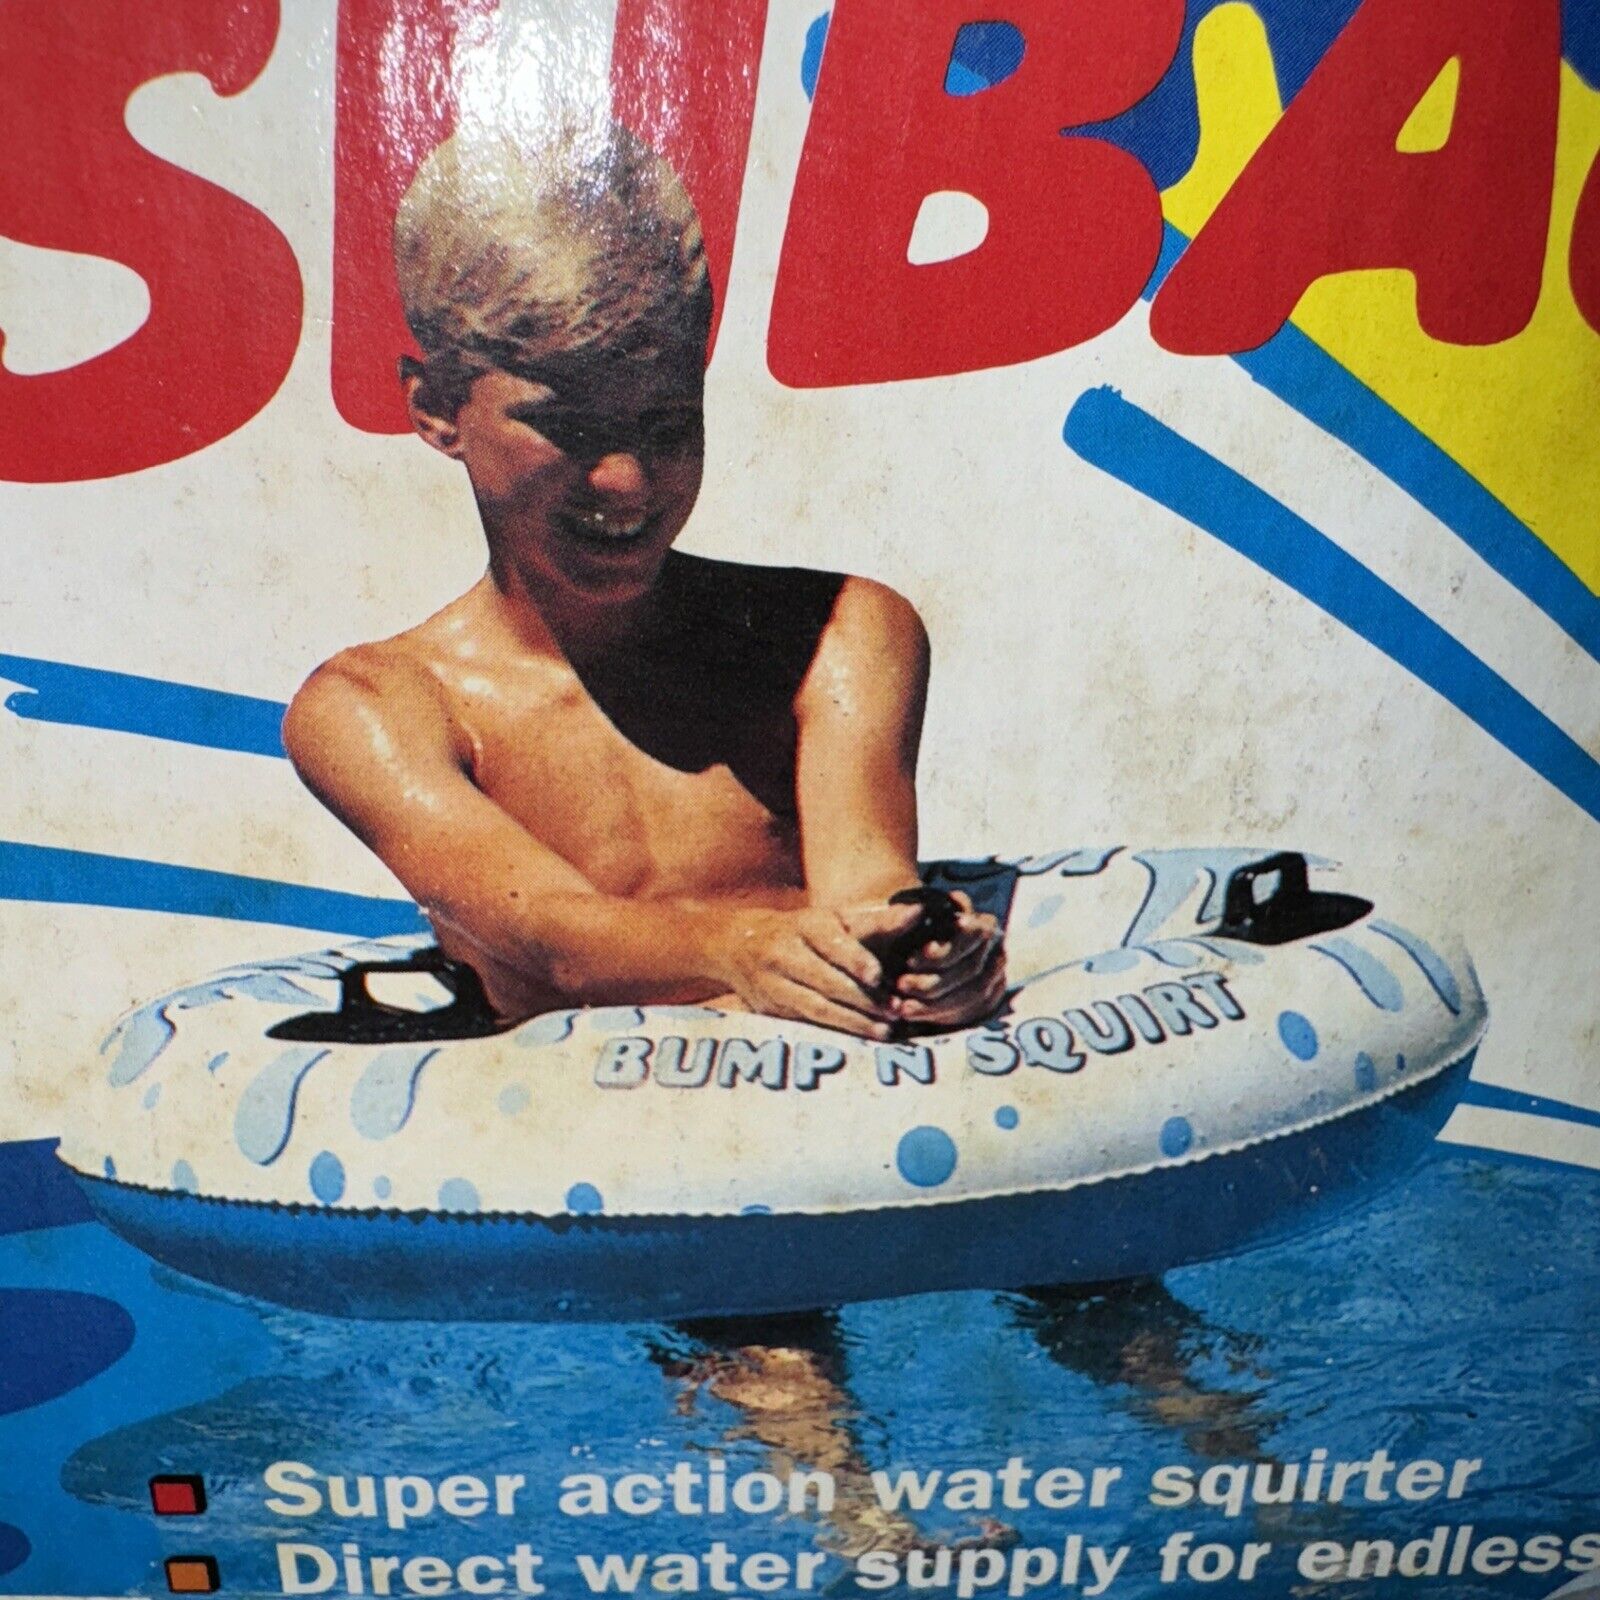 BUMP N SQUIRT
Super action water squirter
Direct water supply for endless